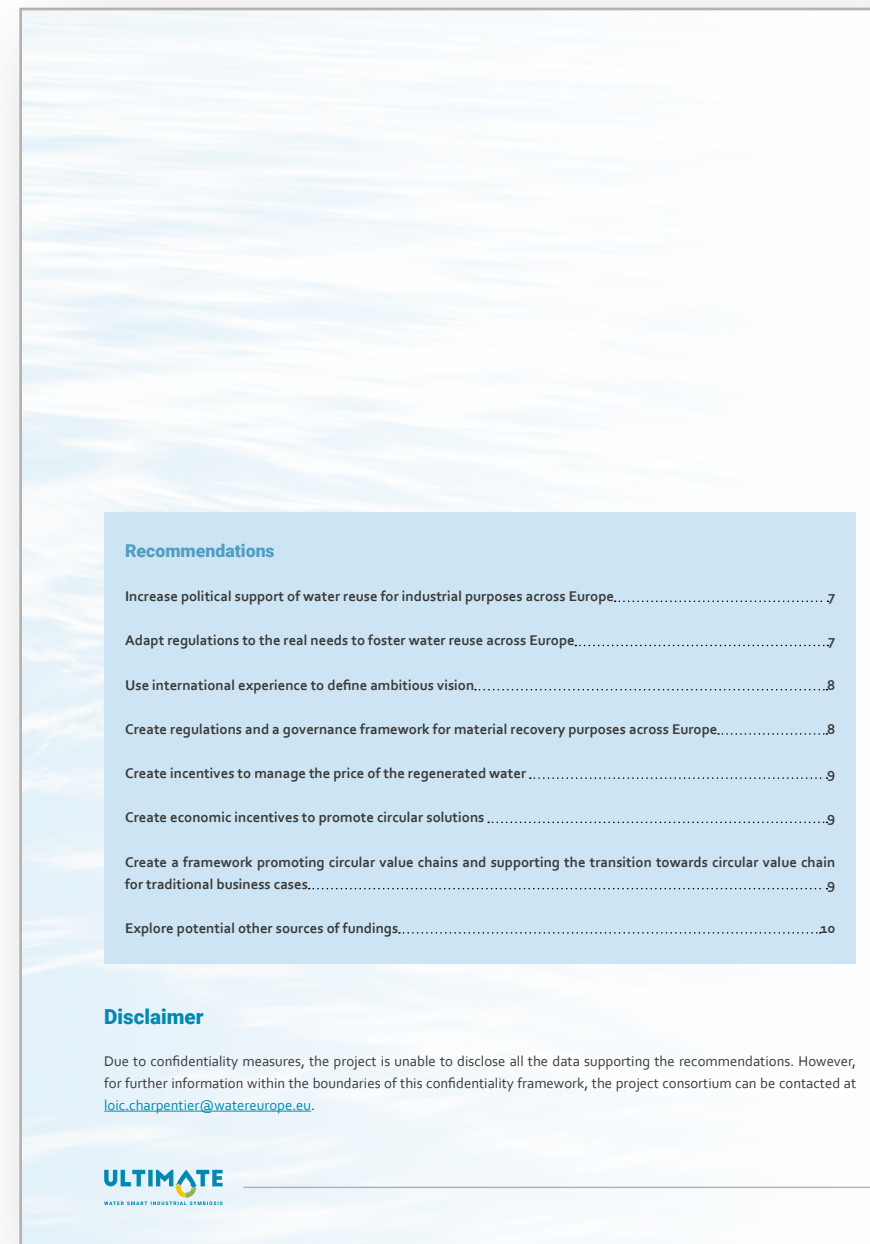 Recommendations
Increase political support of water reuse for industrial purposes across Europe........................................7
Adapt regulations to the real needs to foster water reuse across Europe........................................7
Use international experience to define ambitious vision........................................8
Create regulations and a governance framework for material recovery purposes across Europe........................................8
Create incentives to manage the price of the regenerated water ........................................9
Create economic incentives to promote circular solutions ........................................9
Create a framework promoting circular value chains and supporting the transition towards circular value chain
for traditional business cases........................................9
Explore potential other sources of fundings........................................10
Disclaimer
Due to confidentiality measures, the project is unable to disclose all the data supporting the recommendations. However,
for further information within the boundaries of this confidentiality framework, the project consortium can be contacted at
loic.charpentier@watereurope.eu.
ULTIMATE
WATER SMART INDUSTRIAL SYMBIOSIS